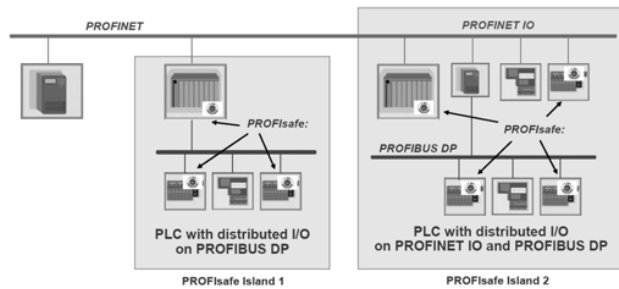 PROFINET
PROFINET IO
PROFIsafe:
PROFIsafe:
PROFIBUS DP
PLC with distributed I/O
on PROFIBUS DP
PLC with distributed I/O
on PROFINET IO and PROFIBUS DP
PROFIsafe Island 1
PROFIsafe Island 2